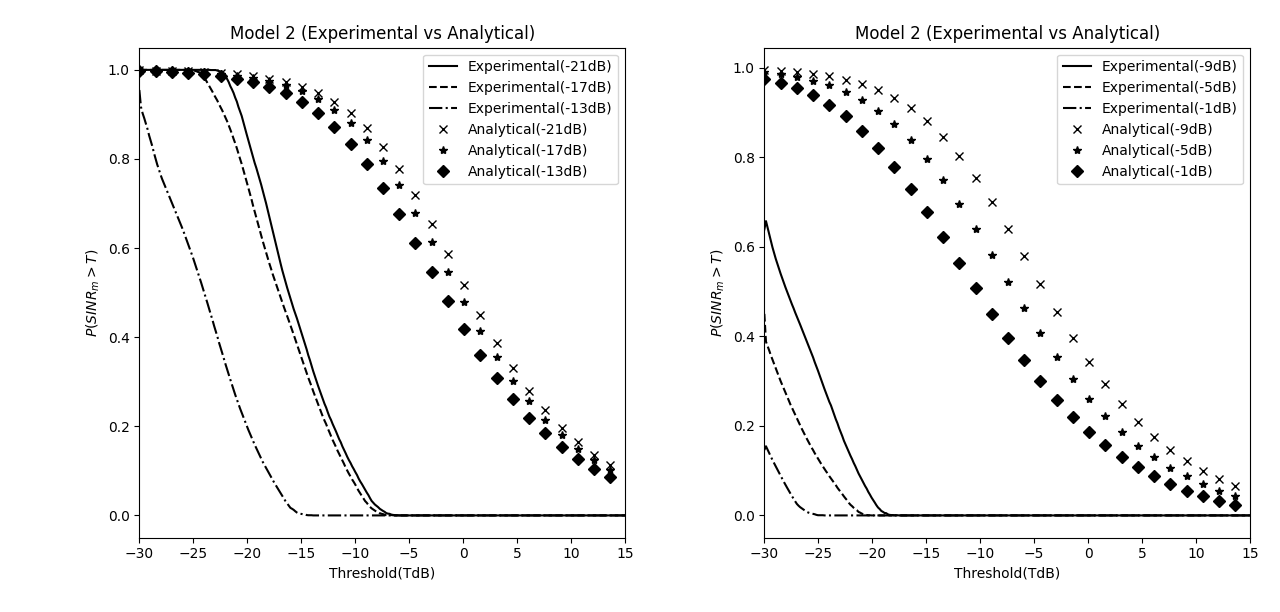 Model 2 (Experimental vs Analytical)
1.0
0.8
0.6
0.4
0.2
0.0
P(SINR_m > T)
Experimental(-21dB)
Experimental(-17dB)
Experimental(-13dB)
Analytical(-21dB)
Analytical(-17dB)
Analytical(-13dB)
−30 −25 −20 −15 −10 −5 0 5 10 15
Threshold(TdB)
Model 2 (Experimental vs Analytical)
1.0
0.8
0.6
0.4
0.2
0.0
P(SINR_m > T)
Experimental(-9dB)
Experimental(-5dB)
Experimental(-1dB)
Analytical(-9dB)
Analytical(-5dB)
Analytical(-1dB)
−30 −25 −20 −15 −10 −5 0 5 10 15
Threshold(TdB)